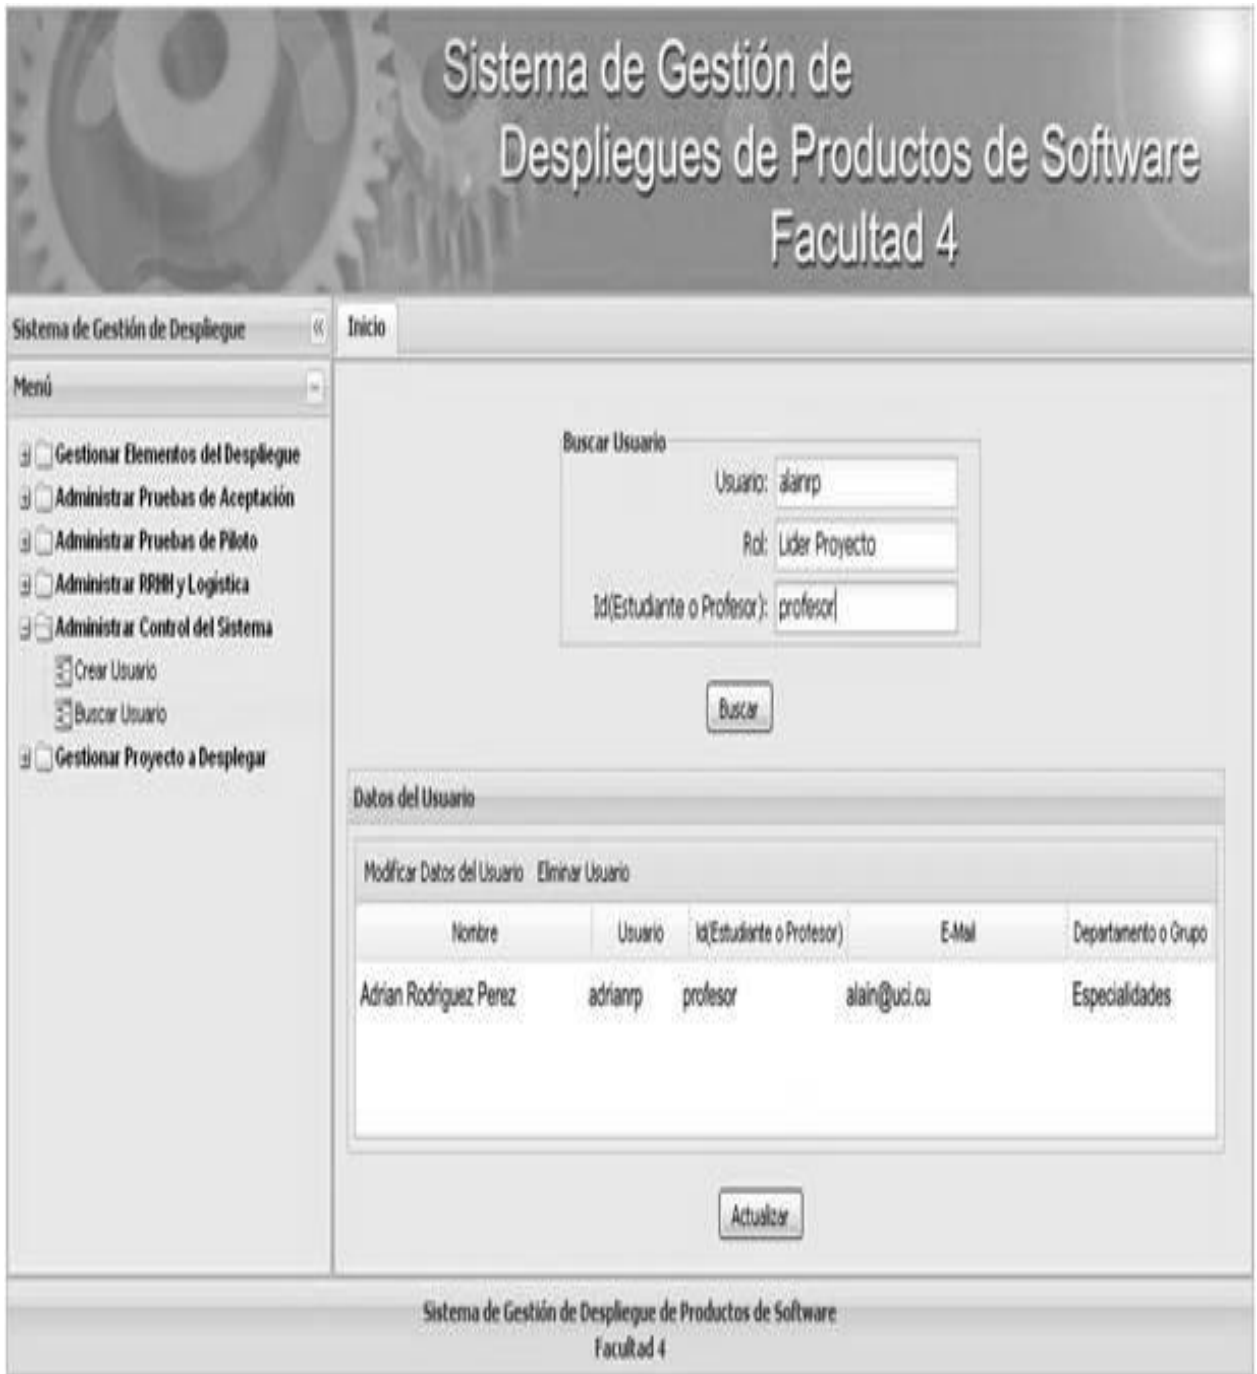 Sistema de Gestión de
Despliegues de Productos de Software
Facultad 4
Sistema de Gestión de Despliegue
Inicio
Menú
Gestionar Elementos del Despliegue
Administrar Pruebas de Aceptación
Administrar Pruebas de Piloto
Administrar RRHH y Logística
Administrar Control del Sistema
Crear Usuario
Buscar Usuario
Gestionar Proyecto a Desplegar
Buscar Usuario
Usuario: alainrp
Rol: Lider Proyecto
Id(Estudiante o Profesor): profesor
Buscar
Datos del Usuario
Modificar Datos del Usuario Eliminar Usuario
Nombre Usuario Id(Estudiante o Profesor) E-Mail Departamento o Grupo
Adrian Rodriguez Perez adrianrp profesor alain@uci.cu Especialidades
Actualizar
Sistema de Gestión de Despliegue de Productos de Software
Facultad 4